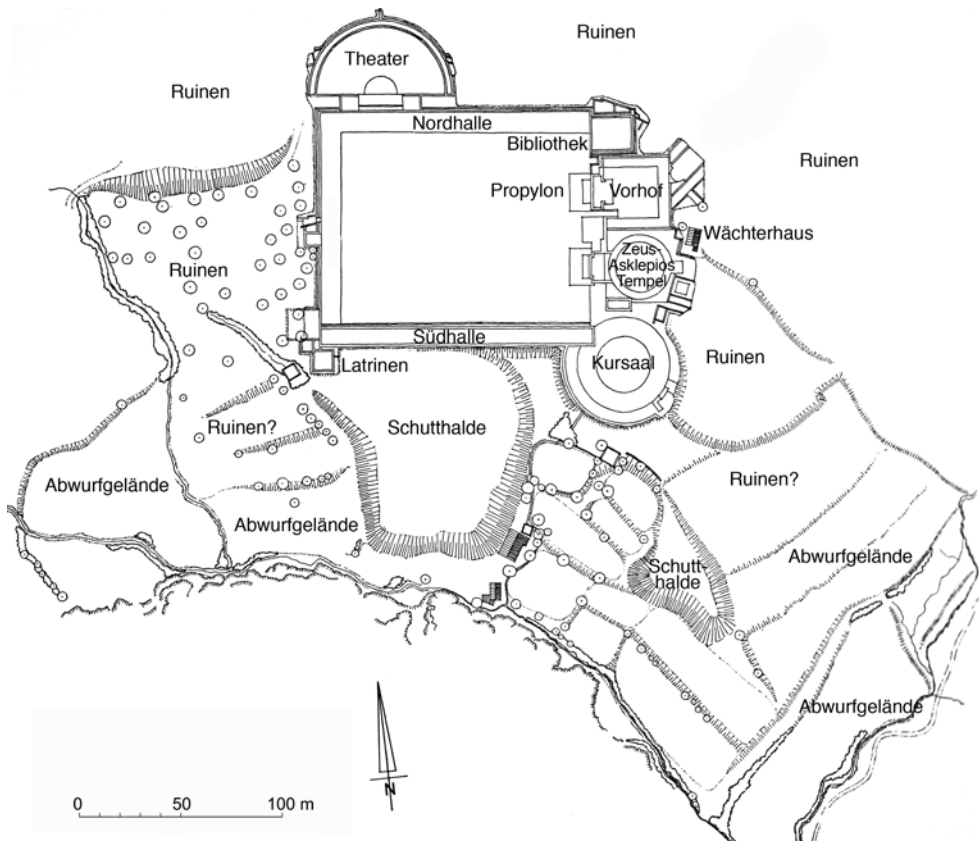 Ruinen
Theater
Ruinen
Nordhalle
Bibliothek
Ruinen
Propylon
Vorhof
Wächterhaus
Zeus-
Asklepios
Tempel
Ruinen
Südhalle
Kursaal
Ruinen
Latrinen
Schutthalde
Ruinen?
Ruinen?
Abwurfgelände
Abwurfgelände
Abwurfgelände
Schutt-
halde
Abwurfgelände
N
0 50 100 m